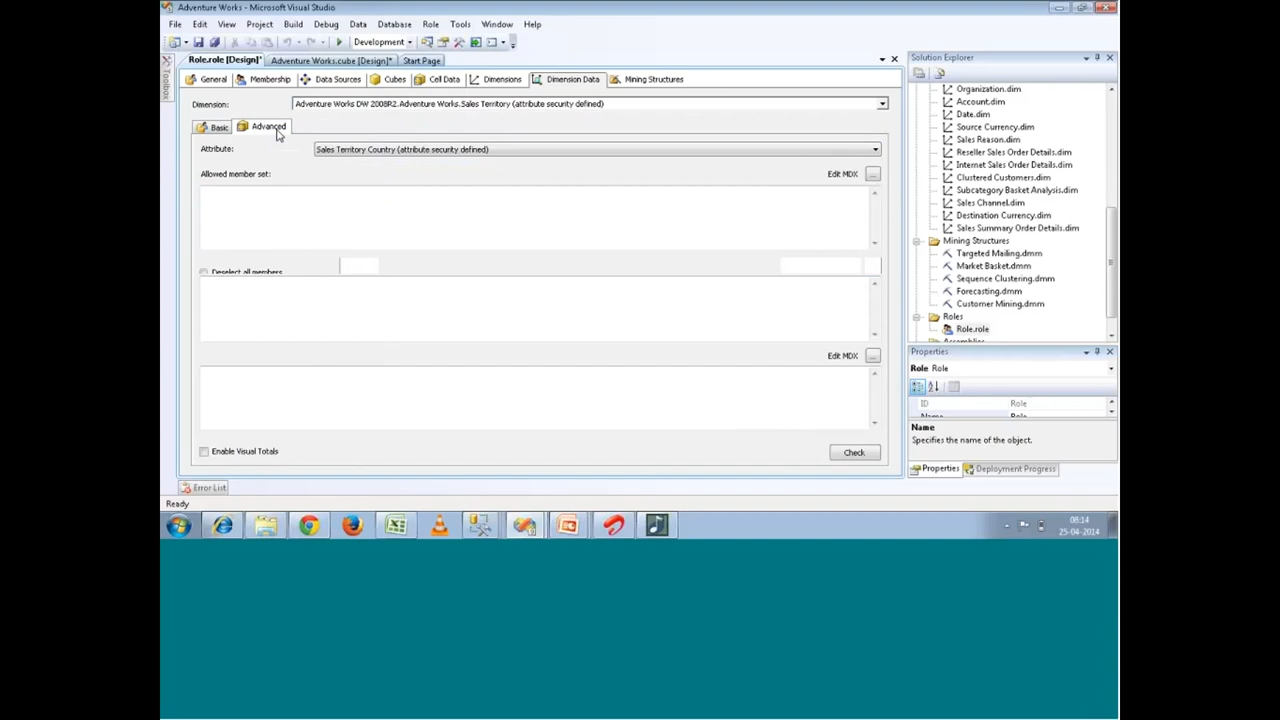 Adventure Works - Microsoft Visual Studio
File Edit View Project Build Debug Data Database Role Tools Window Help
Development
Role.role [Design]* Adventure Works.cube [Design]* Start Page
Toolbox
General Membership Data Sources Cubes Cell Data Dimensions Dimension Data Mining Structures
Dimension: Adventure Works DW 2008R2.Adventure Works.Sales Territory (attribute security defined)
Basic Advanced
Attribute: Sales Territory Country (attribute security defined)
Allowed member set: Edit MDX ...
Deselect all members
Edit MDX ...
Enable Visual Totals Check
Error List
Ready
Solution Explorer
Organization.dim
Account.dim
Date.dim
Source Currency.dim
Sales Reason.dim
Reseller Sales Order Details.dim
Internet Sales Order Details.dim
Clustered Customers.dim
Subcategory Basket Analysis.dim
Sales Channel.dim
Destination Currency.dim
Sales Summary Order Details.dim
Mining Structures
Targeted Mailing.dmm
Market Basket.dmm
Sequence Clustering.dmm
Forecasting.dmm
Customer Mining.dmm
Roles
Role.role
Assemblies
Properties
Role Role
ID Role
Name Role
Name
Specifies the name of the object.
Properties Deployment Progress
08:14
25-04-2014